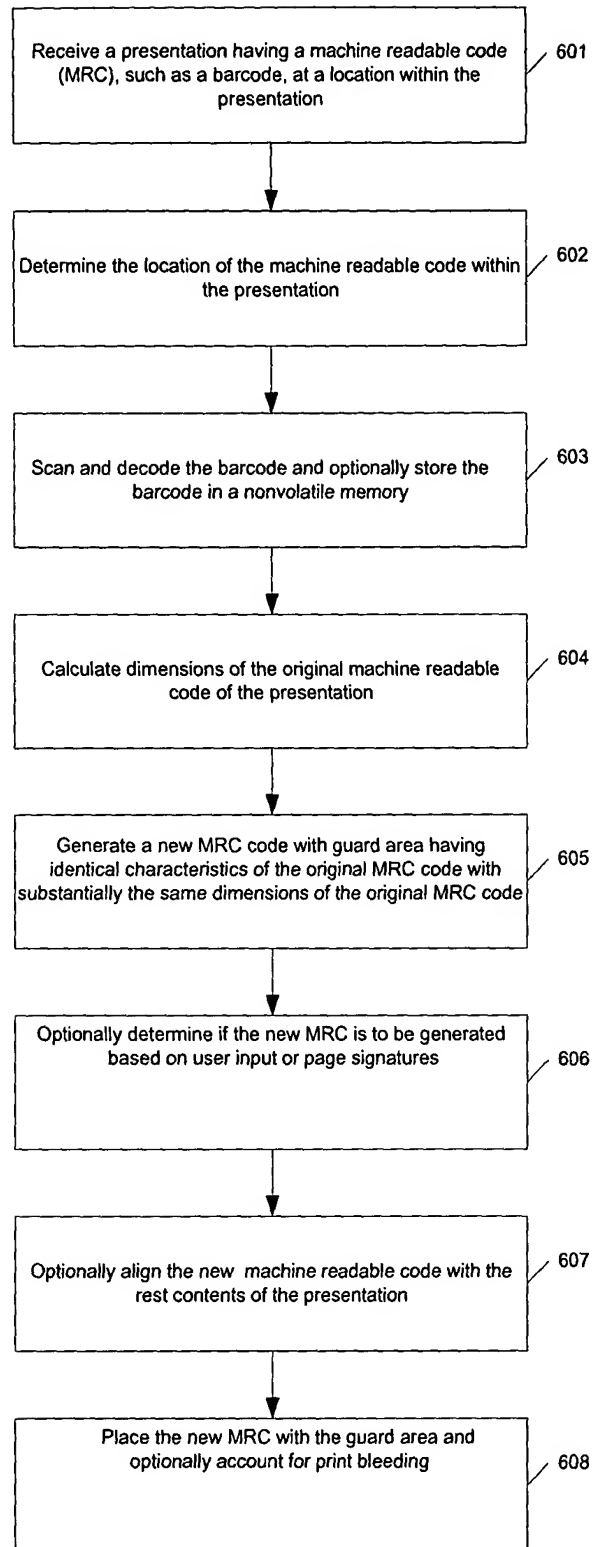 Receive a presentation having a machine readable code
(MRC), such as a barcode, at a location within the
presentation
601
Determine the location of the machine readable code within
the presentation
602
Scan and decode the barcode and optionally store the
barcode in a nonvolatile memory
603
Calculate dimensions of the original machine readable
code of the presentation
604
Generate a new MRC code with guard area having
identical characteristics of the original MRC code with
substantially the same dimensions of the original MRC code
605
Optionally determine if the new MRC is to be generated
based on user input or page signatures
606
Optionally align the new machine readable code with the
rest contents of the presentation
607
Place the new MRC with the guard area and
optionally account for print bleeding
608